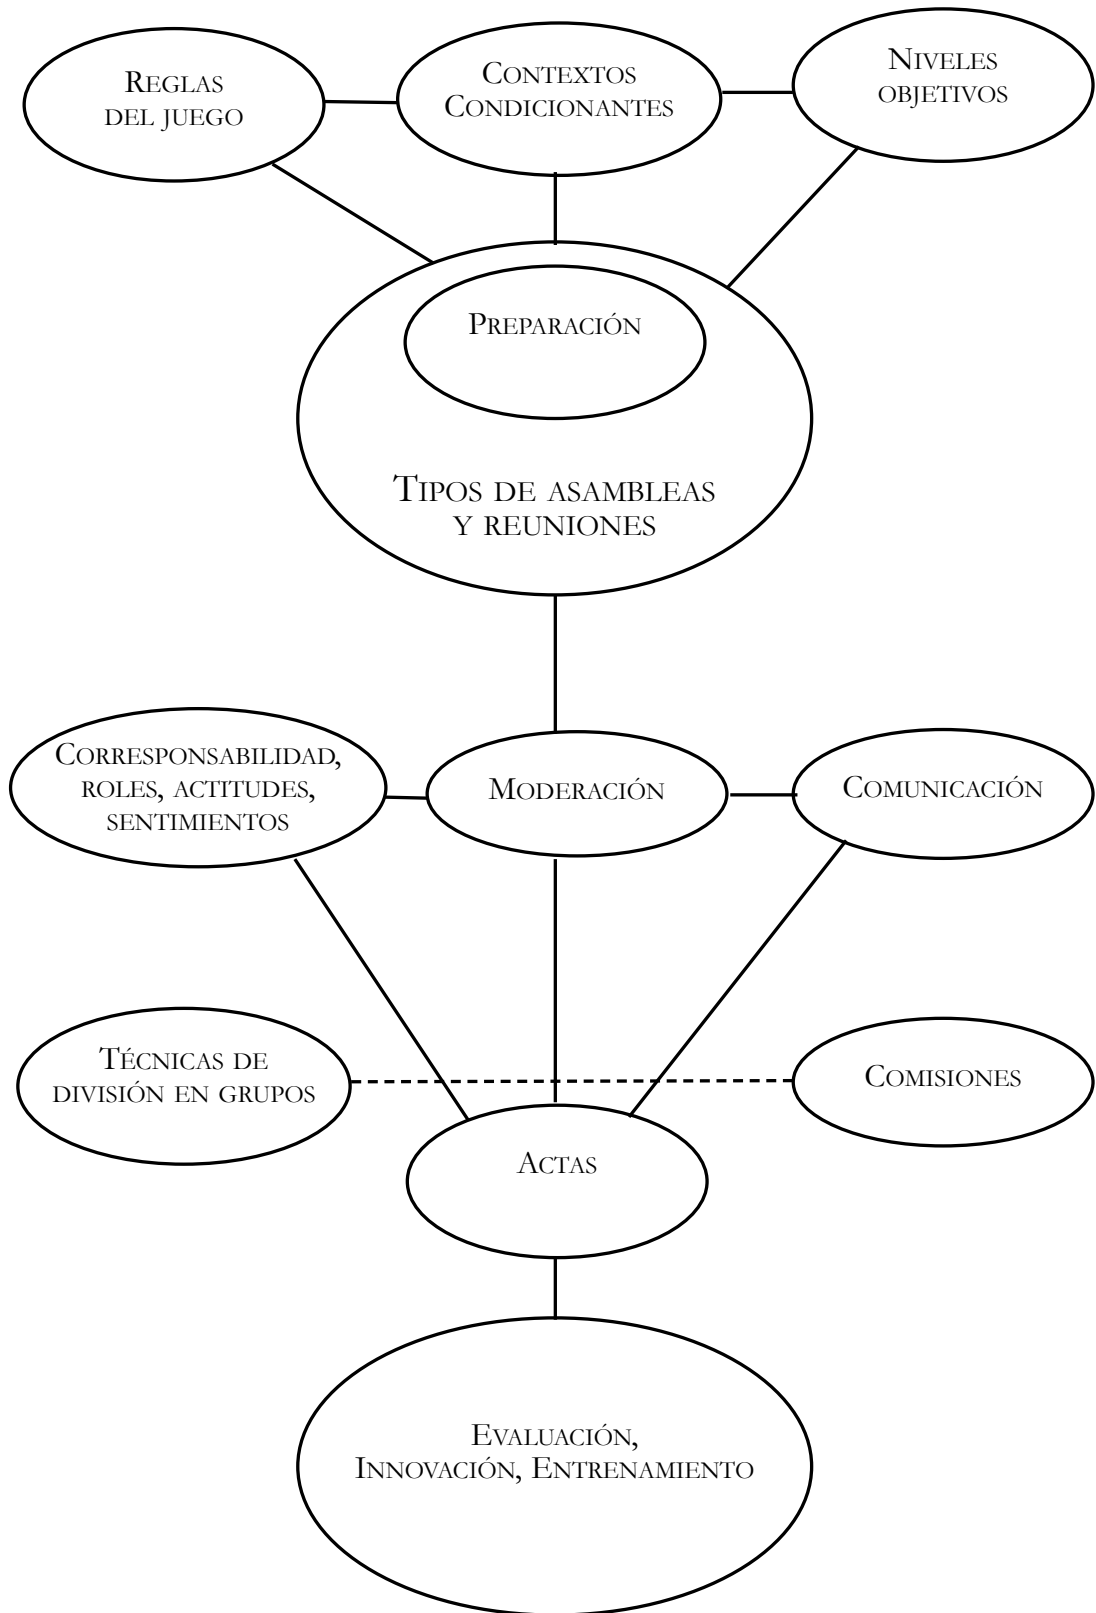 Reglas
del juego
Contextos
Condicionantes
Niveles
objetivos
Preparación
Tipos de asambleas
y reuniones
Corresponsabilidad,
roles, actitudes,
sentimientos
Moderación
Comunicación
Técnicas de
división en grupos
Comisiones
Actas
Evaluación,
Innovación, Entrenamiento